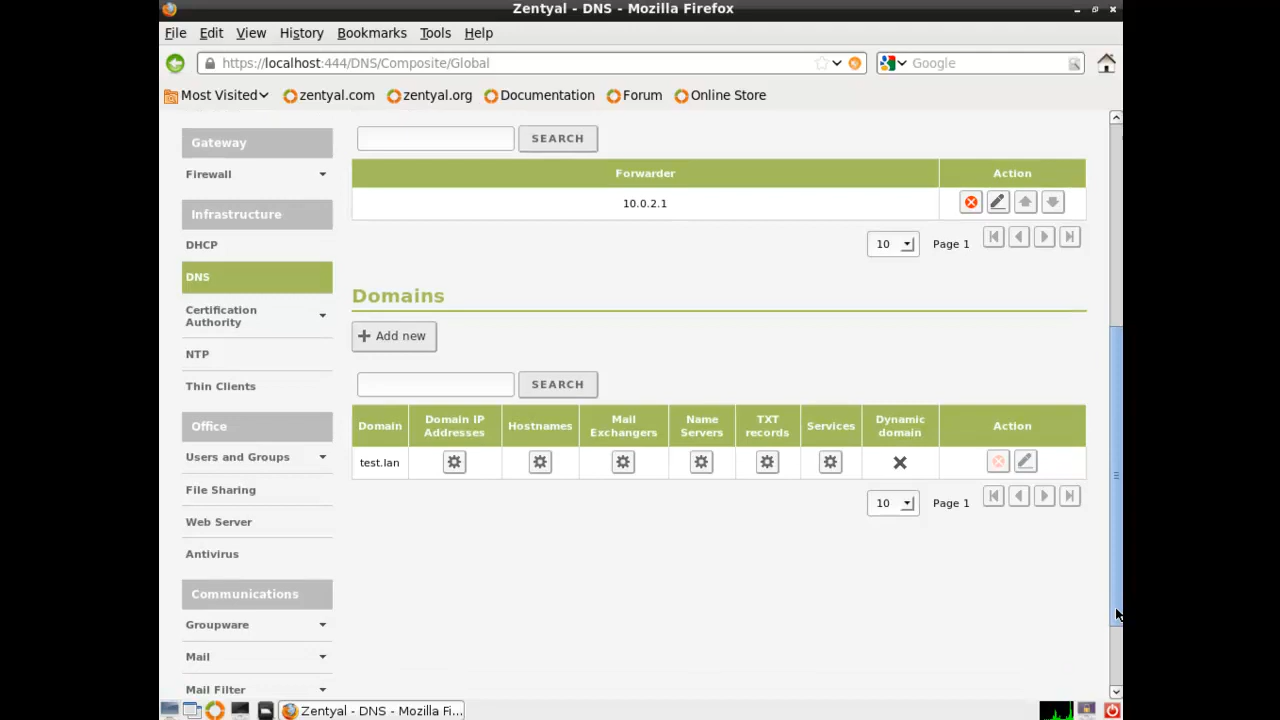 Zentyal - DNS - Mozilla Firefox
File Edit View History Bookmarks Tools Help
https://localhost:444/DNS/Composite/Global
Google
Most Visited zentyal.com zentyal.org Documentation Forum Online Store
Gateway
Firewall
Infrastructure
DHCP
DNS
Certification
Authority
NTP
Thin Clients
Office
Users and Groups
File Sharing
Web Server
Antivirus
Communications
Groupware
Mail
Mail Filter
SEARCH
Forwarder Action
10.0.2.1
10 Page 1
Domains
+ Add new
SEARCH
Domain Domain IP Addresses Hostnames Mail Exchangers Name Servers TXT records Services Dynamic domain Action
test.lan
10 Page 1
Zentyal - DNS - Mozilla Fi...